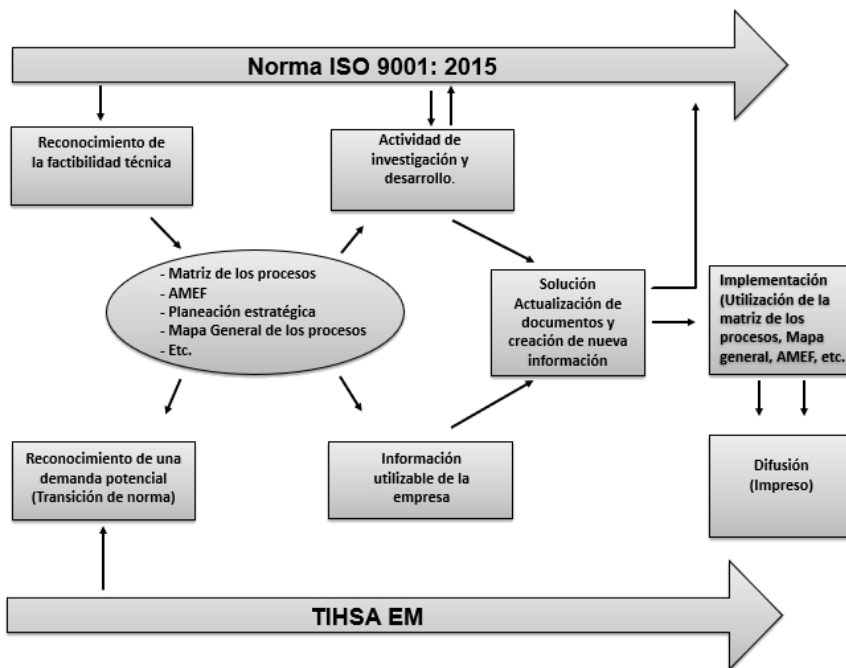 Norma ISO 9001: 2015
Reconocimiento de
la factibilidad técnica
Actividad de
investigación y
desarrollo.
- Matriz de los procesos
- AMEF
- Planeación estratégica
- Mapa General de los procesos
- Etc.
Solución
Actualización de
documentos y
creación de nueva
información
Implementación
(Utilización de la
matriz de los
procesos, Mapa
general, AMEF, etc.
Reconocimiento de una
demanda potencial
(Transición de norma)
Información
utilizable de la
empresa
Difusión
(Impreso)
TIHSA EM